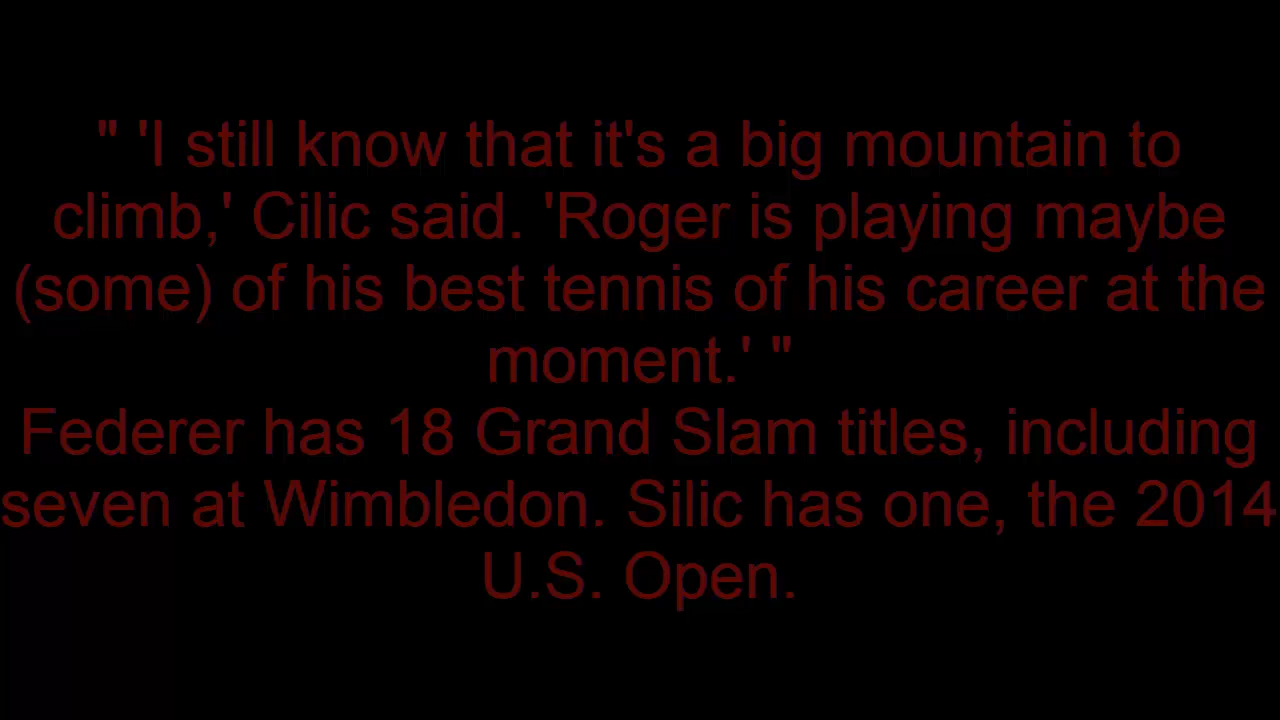 " 'I still know that it's a big mountain to
climb,' Cilic said. 'Roger is playing maybe
(some) of his best tennis of his career at the
moment.' "
Federer has 18 Grand Slam titles, including
seven at Wimbledon. Silic has one, the 2014
U.S. Open.